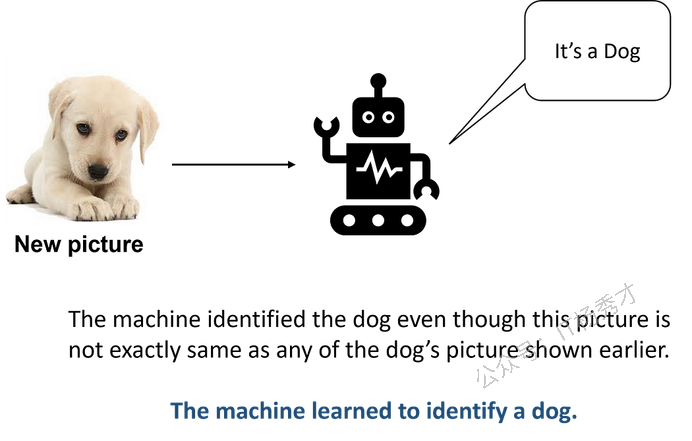 It's a Dog
New picture
The machine identified the dog even though this picture is
not exactly same as any of the dog's picture shown earlier.
公众号：IT杨秀才
The machine learned to identify a dog.